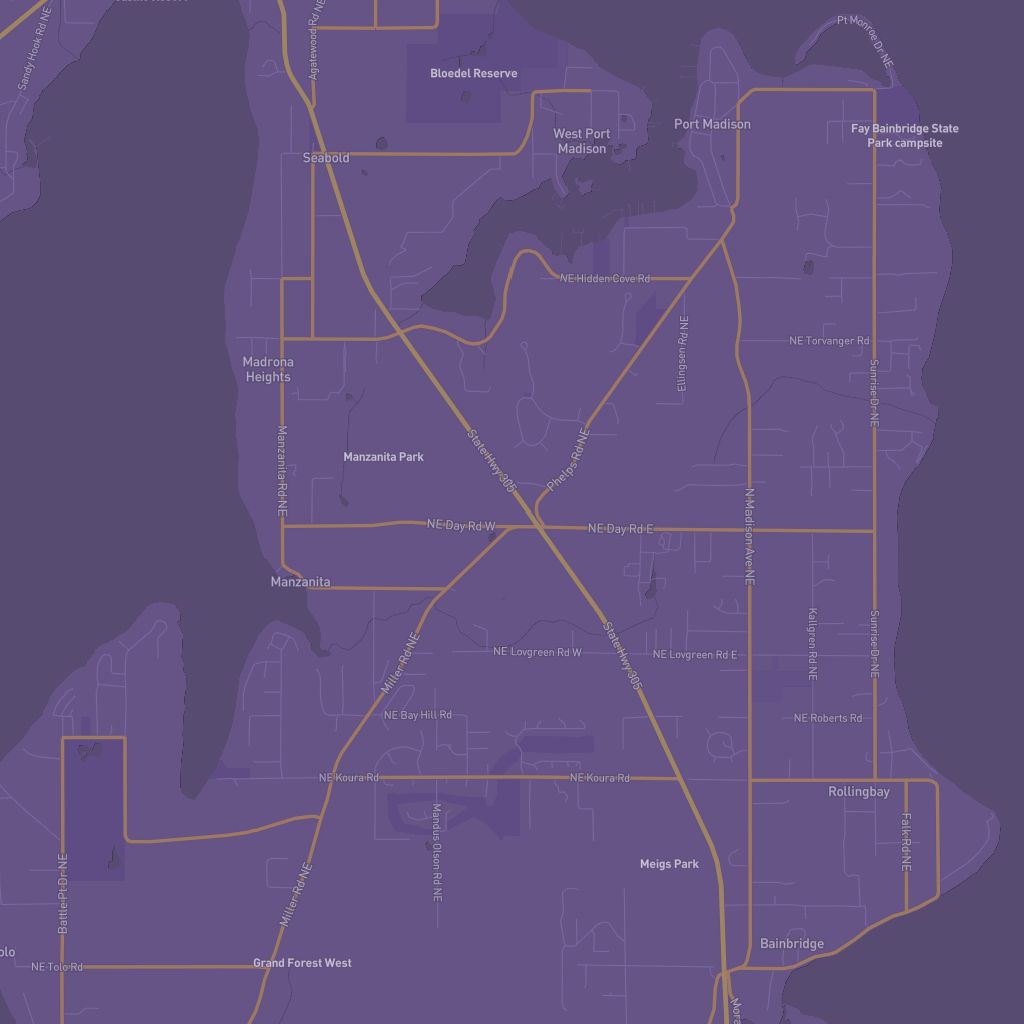 Sandy Hook Rd NE
Agatewood Rd NE
Pt Monroe Dr NE
Bloedel Reserve
Port Madison
Fay Bainbridge State
Park campsite
West Port
Madison
Seabold
NE Hidden Cove Rd
Ellingsen Rd NE
NE Torvanger Rd
Sunrise Dr NE
Madrona
Heights
Manzanita Rd NE
Manzanita Park
State Hwy 305
Phelps Rd NE
NE Day Rd W
NE Day Rd E
N Madison Ave NE
Manzanita
Kallgren Rd NE
Sunrise Dr NE
State Hwy 305
Miller Rd NE
NE Lovgreen Rd W
NE Lovgreen Rd E
NE Bay Hill Rd
NE Roberts Rd
NE Koura Rd
NE Koura Rd
Rollingbay
Mandus Olson Rd NE
Falk Rd NE
Meigs Park
Battle Pt Dr NE
Miller Rd NE
Bainbridge
olo
NE Tolo Rd
Grand Forest West
Mora